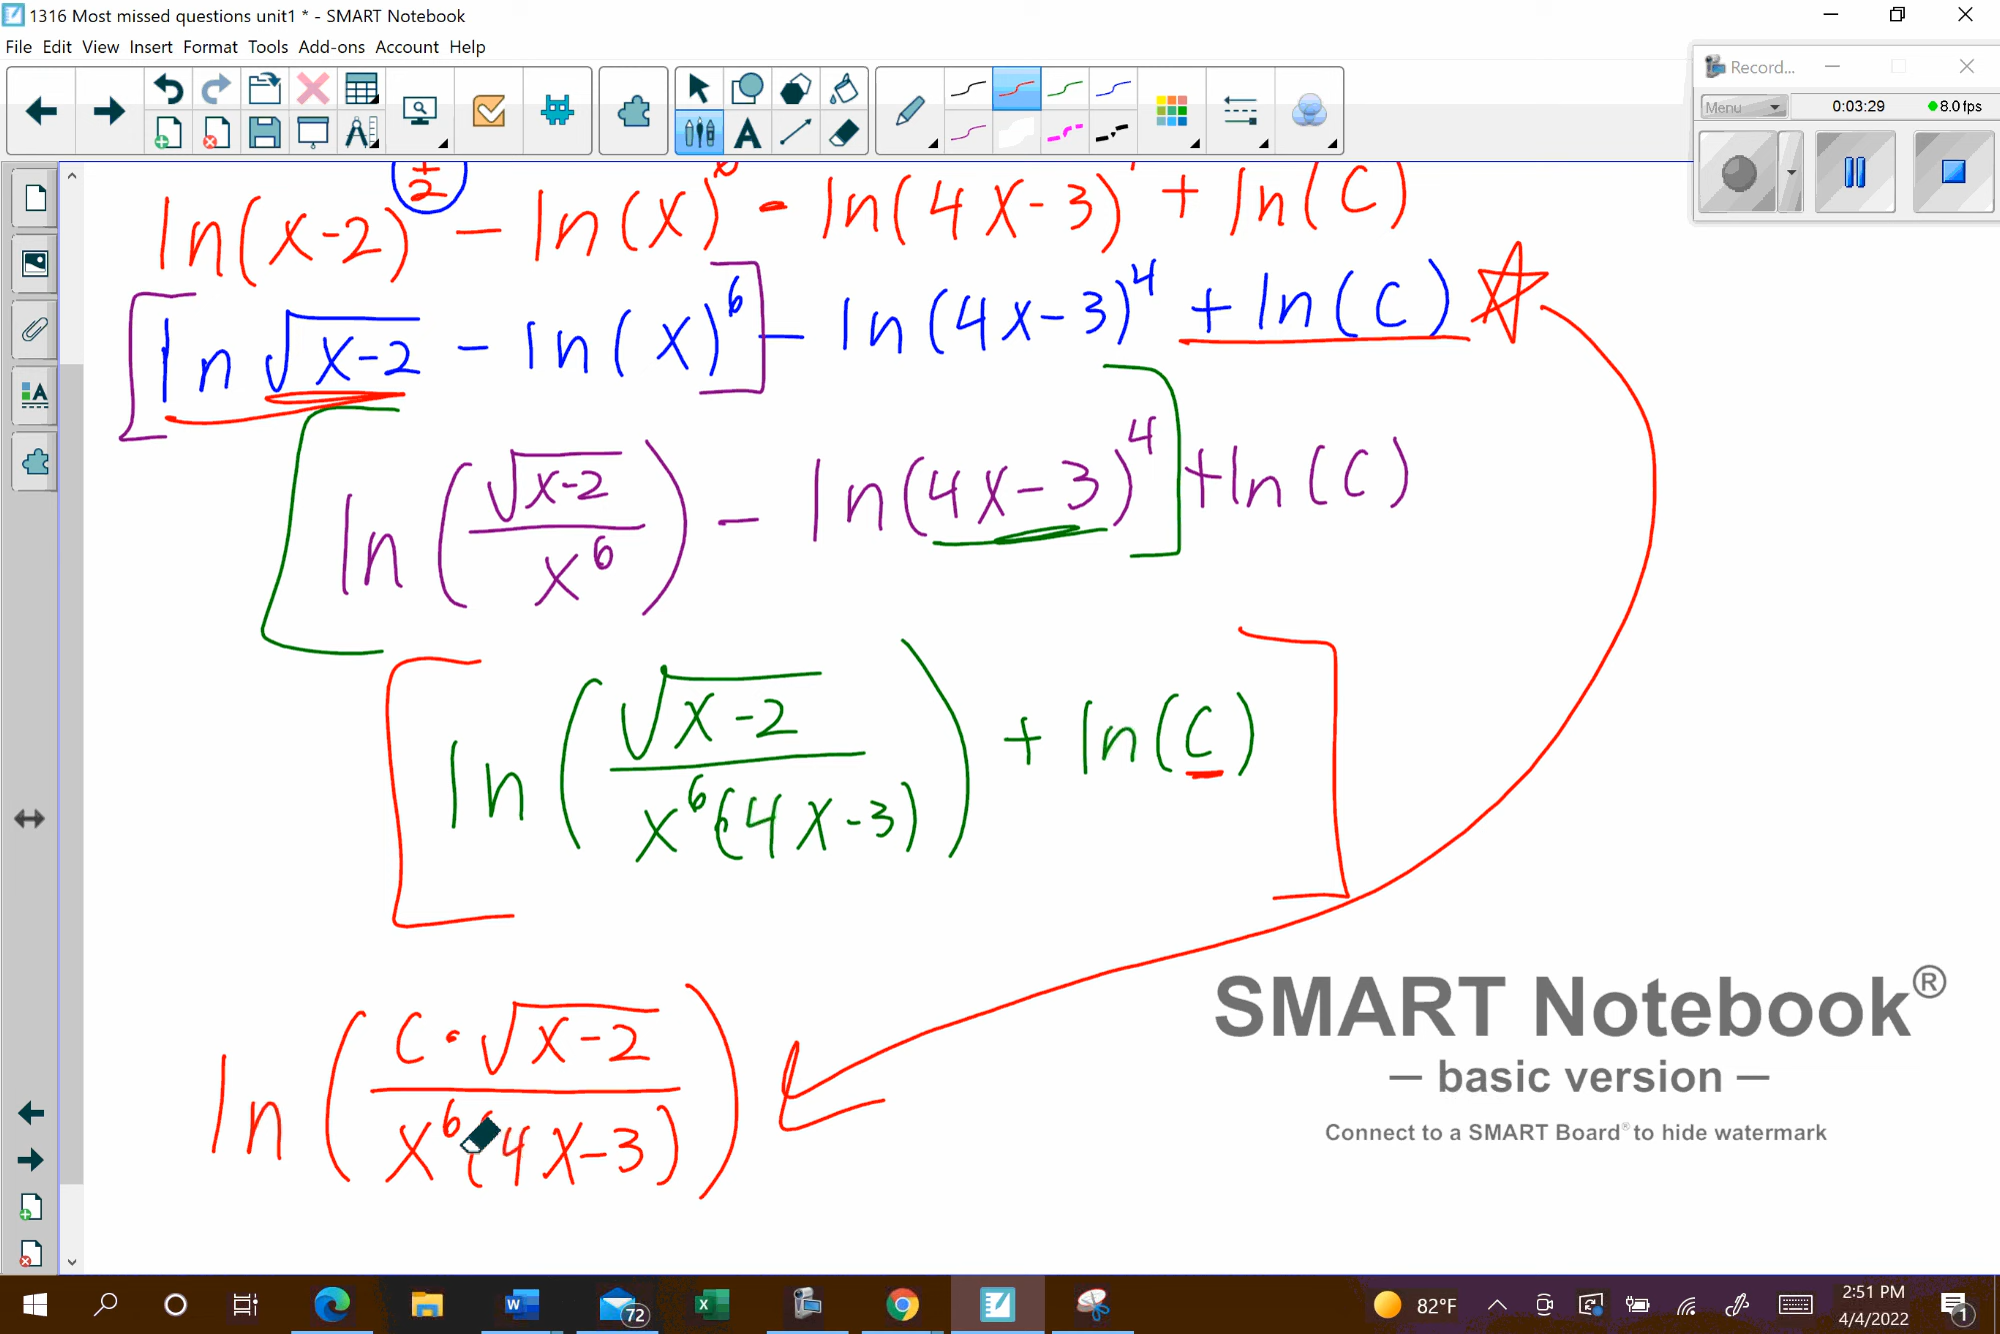 1316 Most missed questions unit1 * - SMART Notebook
File Edit View Insert Format Tools Add-ons Account Help
Record...
Menu 0:03:29 8.0 fps
ln(x-2) - ln(x) - ln(4x-3) + ln(C)
ln √(x-2) - ln(x)^6 - ln(4x-3)^4 + ln(C)
ln(√(x-2)/x^6) - ln(4x-3)^4 + ln(C)
ln(√(x-2)/(x^6(4x-3))) + ln(C)
SMART Notebook®
— basic version —
Connect to a SMART Board® to hide watermark
ln(C·√(x-2)/(x^6(4x-3)))
72
82°F
2:51 PM
4/4/2022
1